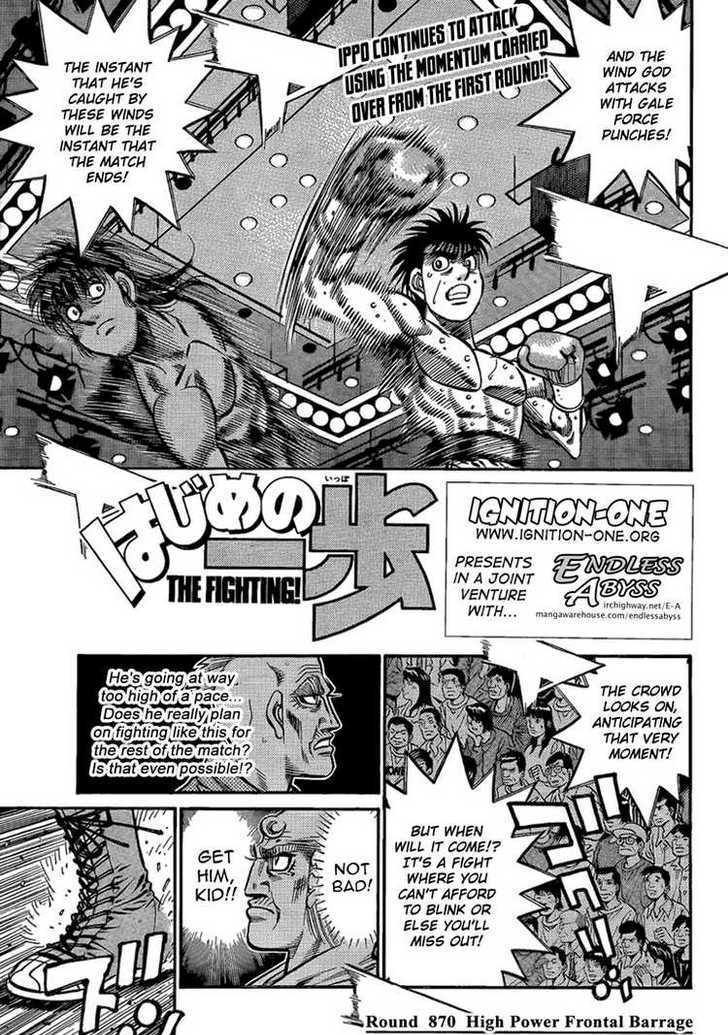 AND THE
WIND GOD
ATTACKS
WITH GALE
FORCE
PUNCHES!
IPPO CONTINUES TO ATTACK
USING THE MOMENTUM CARRIED
OVER FROM THE FIRST ROUND!!
THE INSTANT
THAT HE'S
CAUGHT BY
THESE WINDS
WILL BE THE
INSTANT THAT
THE MATCH
ENDS!
はじめの一歩
いっぽ
THE FIGHTING!
IGNITION-ONE
WWW.IGNITION-ONE.ORG
PRESENTS
IN A JOINT
VENTURE
WITH...
ENDLESS
ABYSS
irchighway.net/E-A
mangawarehouse.com/endlessabyss
THE CROWD
LOOKS ON,
ANTICIPATING
THAT VERY
MOMENT!
He's going at way
too high of a pace...
Does he really plan
on fighting like this for
the rest of the match?
Is that even possible!?
BUT WHEN
WILL IT COME!?
IT'S A FIGHT
WHERE YOU
CAN'T AFFORD
TO BLINK OR
ELSE YOU'LL
MISS OUT!
NOT
BAD!
GET
HIM,
KID!!
Round 870 High Power Frontal Barrage